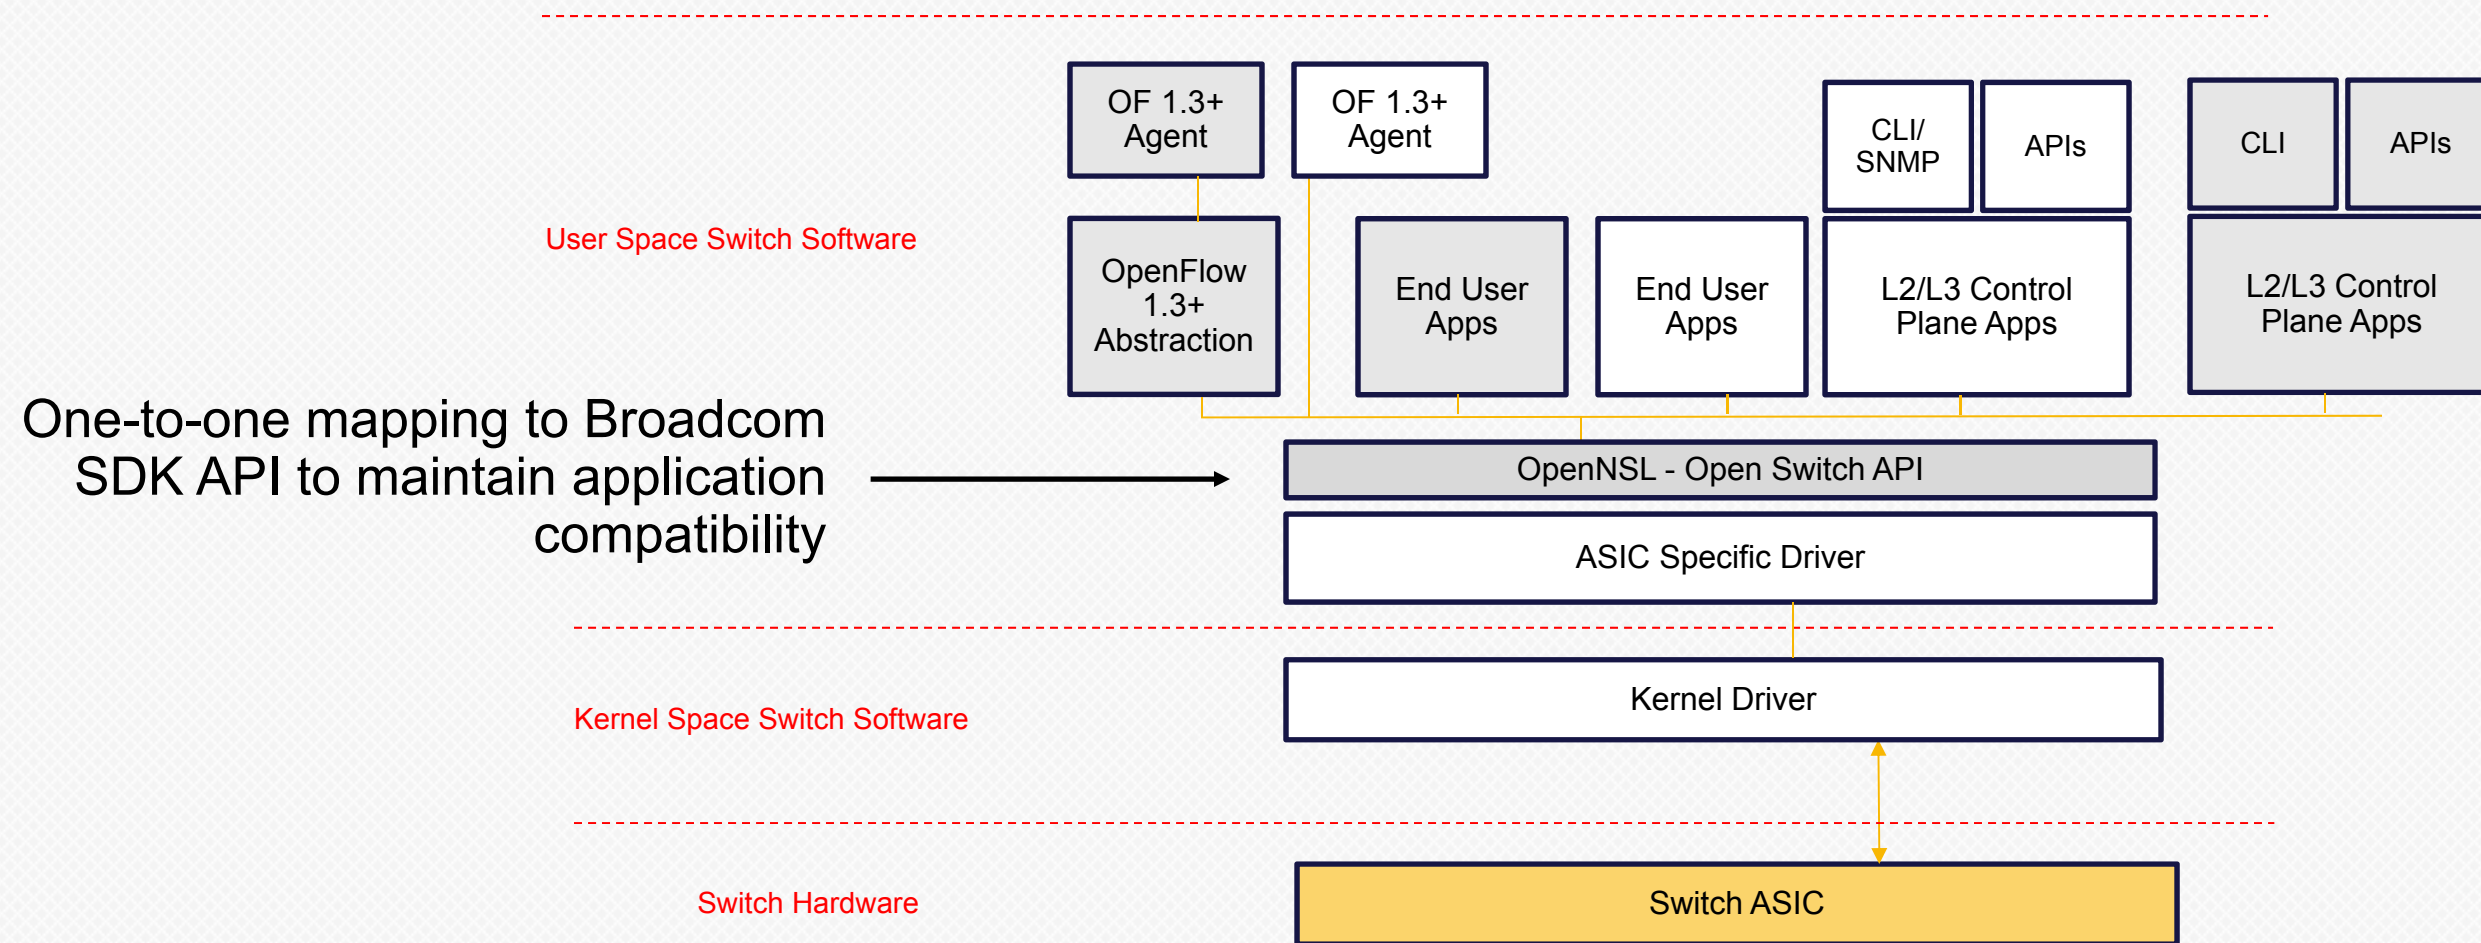 OF 1.3+
Agent
OF 1.3+
Agent
CLI/
SNMP
APIs
CLI
APIs
User Space Switch Software
OpenFlow
1.3+
Abstraction
End User
Apps
End User
Apps
L2/L3 Control
Plane Apps
L2/L3 Control
Plane Apps
One-to-one mapping to Broadcom
SDK API to maintain application
compatibility
OpenNSL - Open Switch API
ASIC Specific Driver
Kernel Space Switch Software
Kernel Driver
Switch Hardware
Switch ASIC